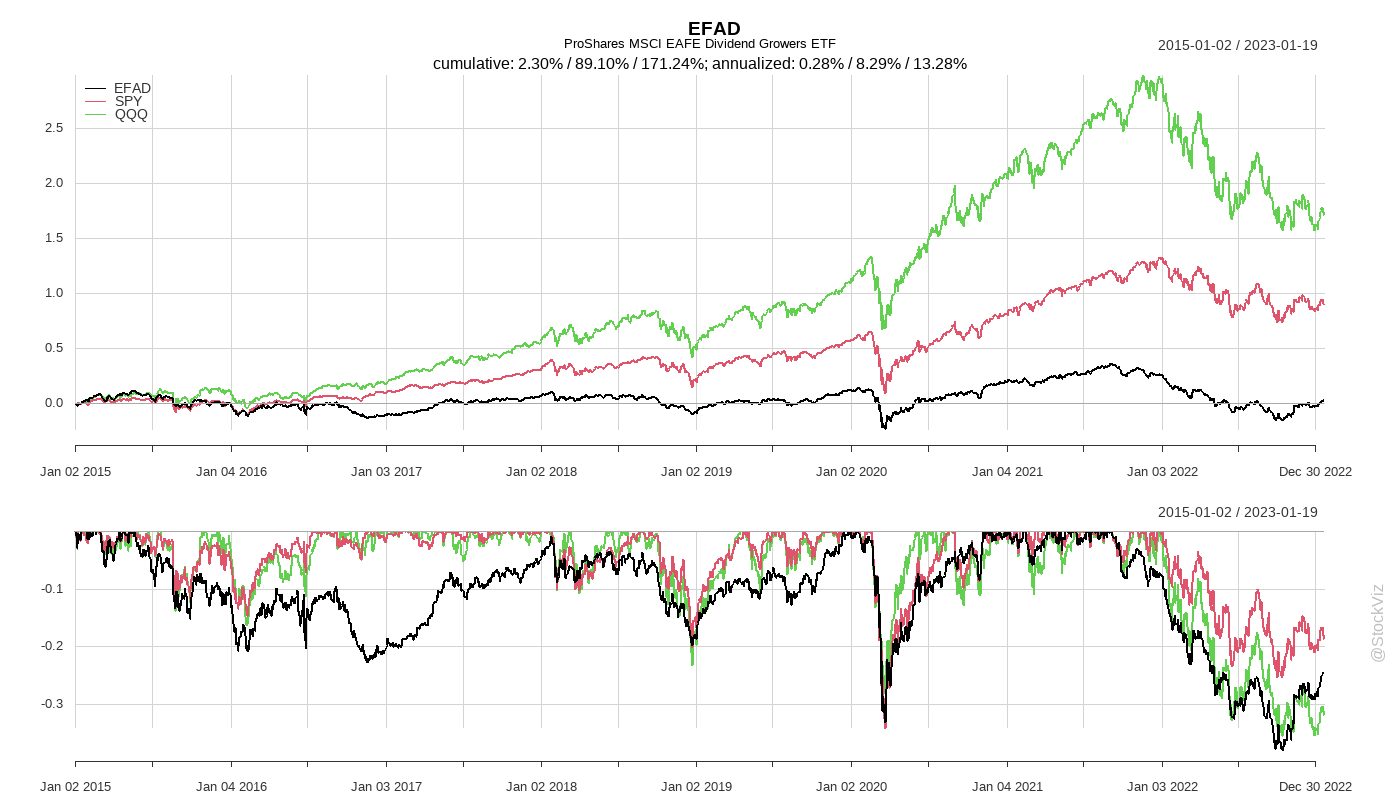 EFAD
ProShares MSCI EAFE Dividend Growers ETF
2015-01-02 / 2023-01-19
cumulative: 2.30% / 89.10% / 171.24%; annualized: 0.28% / 8.29% / 13.28%
EFAD
SPY
QQQ
2.5
2.0
1.5
1.0
0.5
0.0
Jan 02 2015 Jan 04 2016 Jan 03 2017 Jan 02 2018 Jan 02 2019 Jan 02 2020 Jan 04 2021 Jan 03 2022 Dec 30 2022
2015-01-02 / 2023-01-19
-0.1
-0.2
-0.3
Jan 02 2015 Jan 04 2016 Jan 03 2017 Jan 02 2018 Jan 02 2019 Jan 02 2020 Jan 04 2021 Jan 03 2022 Dec 30 2022
@StockViz